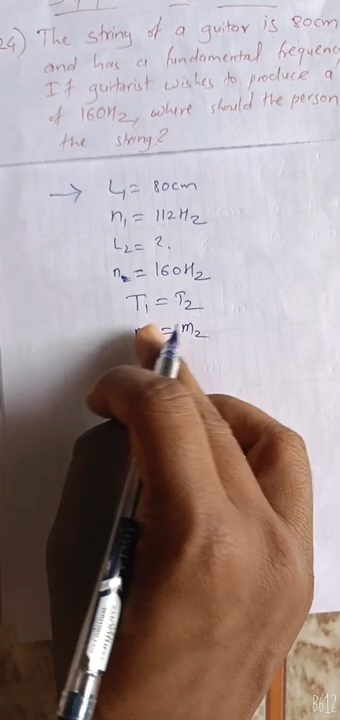 24) The string of a guitar is 80cm
and has a fundamental frequenc
If guitarist wishes to produce a
of 160Hz, where should the person
the string?
→ L₁ = 80cm
n₁ = 112Hz
L₂ = ?.
n₂ = 160Hz
T₁ = T₂
= m₂
B612